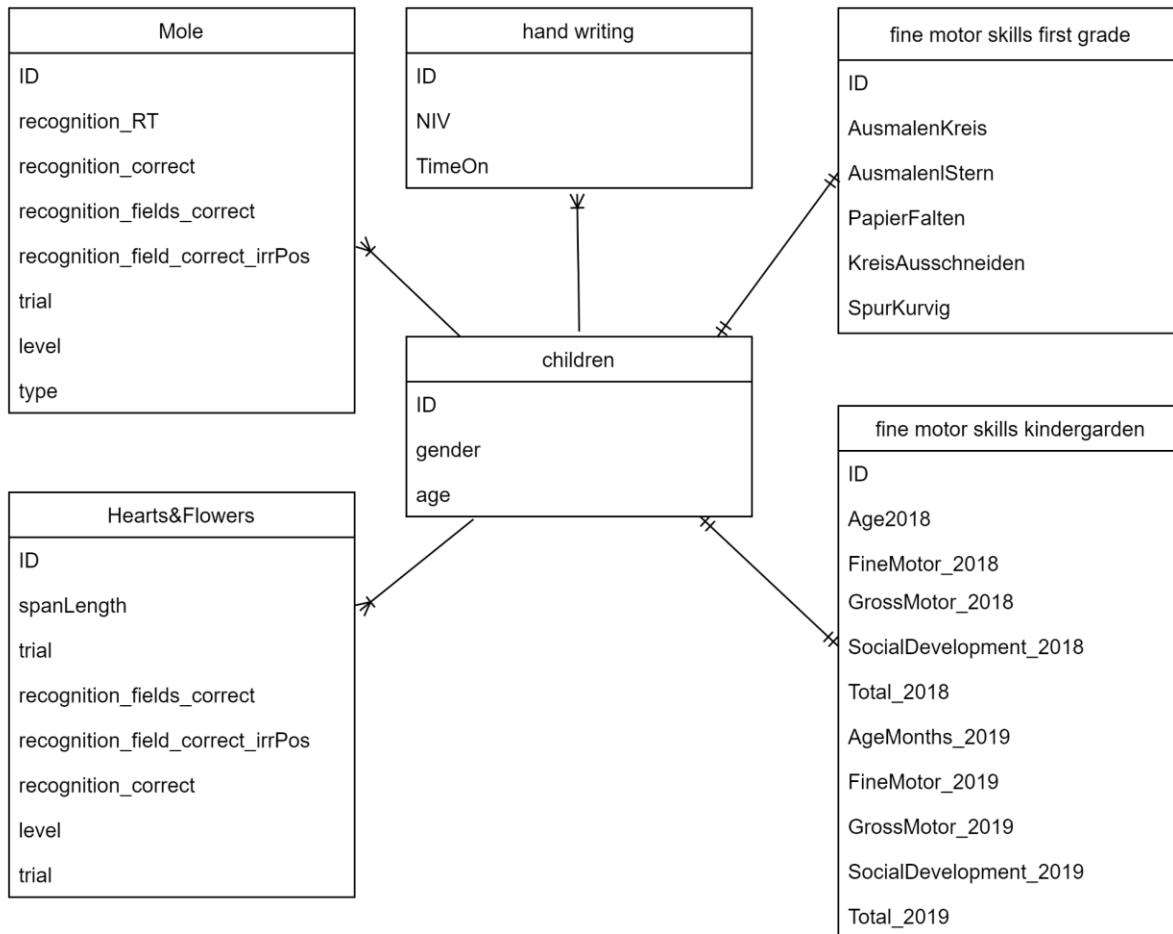 Mole
ID
recognition_RT
recognition_correct
recognition_fields_correct
recognition_field_correct_irrPos
trial
level
type
hand writing
ID
NIV
TimeOn
fine motor skills first grade
ID
AusmalenKreis
AusmalenlStern
PapierFalten
KreisAusschneiden
SpurKurvig
children
ID
gender
age
Hearts&Flowers
ID
spanLength
trial
recognition_fields_correct
recognition_field_correct_irrPos
recognition_correct
level
trial
fine motor skills kindergarden
ID
Age2018
FineMotor_2018
GrossMotor_2018
SocialDevelopment_2018
Total_2018
AgeMonths_2019
FineMotor_2019
GrossMotor_2019
SocialDevelopment_2019
Total_2019